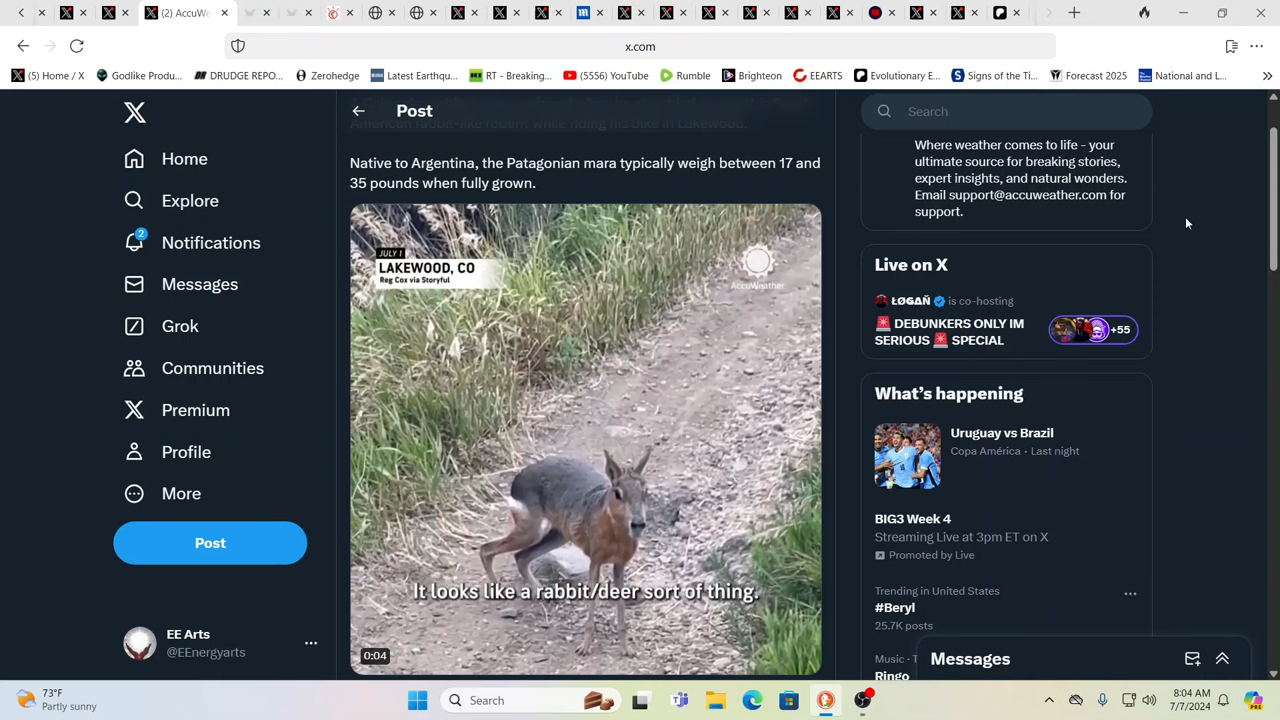 (2) AccuW
(5) Home / X
Godlike Produ...
DRUDGE REPO...
Zerohedge
Latest Earthqu...
RT - Breaking...
(5556) YouTube
Rumble
Brighteon
EEARTS
Evolutionary E...
Signs of the Ti...
Forecast 2025
National and L...
x.com
Home
Explore
2
Notifications
Messages
Grok
Communities
Premium
Profile
More
Post
EE Arts
@EEnergyarts
Post
American rabbit-like rodent while riding his bike in Lakewood.
Native to Argentina, the Patagonian mara typically weigh between 17 and
35 pounds when fully grown.
JULY 1
LAKEWOOD, CO
Reg Cox via Storyful
AccuWeather
It looks like a rabbit/deer sort of thing.
0:04
Search
Where weather comes to life - your
ultimate source for breaking stories,
expert insights, and natural wonders.
Email support@accuweather.com for
support.
Live on X
ŁØGΔÑ is co-hosting
🚨 DEBUNKERS ONLY IM
SERIOUS 🚨 SPECIAL
+55
What's happening
Uruguay vs Brazil
Copa América · Last night
BIG3 Week 4
Streaming Live at 3pm ET on X
Promoted by Live
Trending in United States
#Beryl
25.7K posts
Music · T
Ringo
Messages
73°F
Partly sunny
Search
8:04 AM
7/7/2024